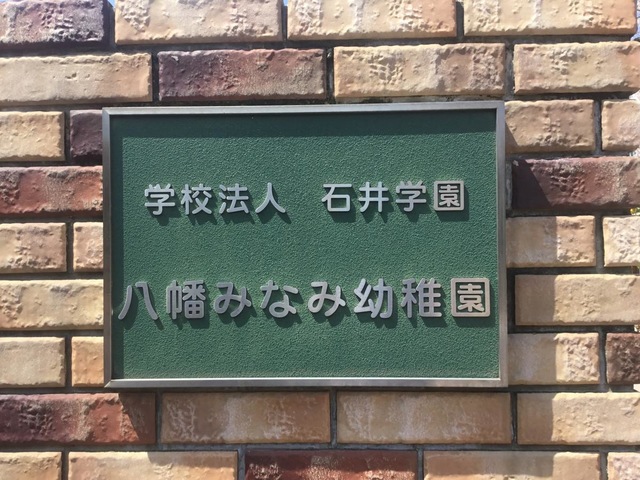 学校法人　石井学園
八幡みなみ幼稚園